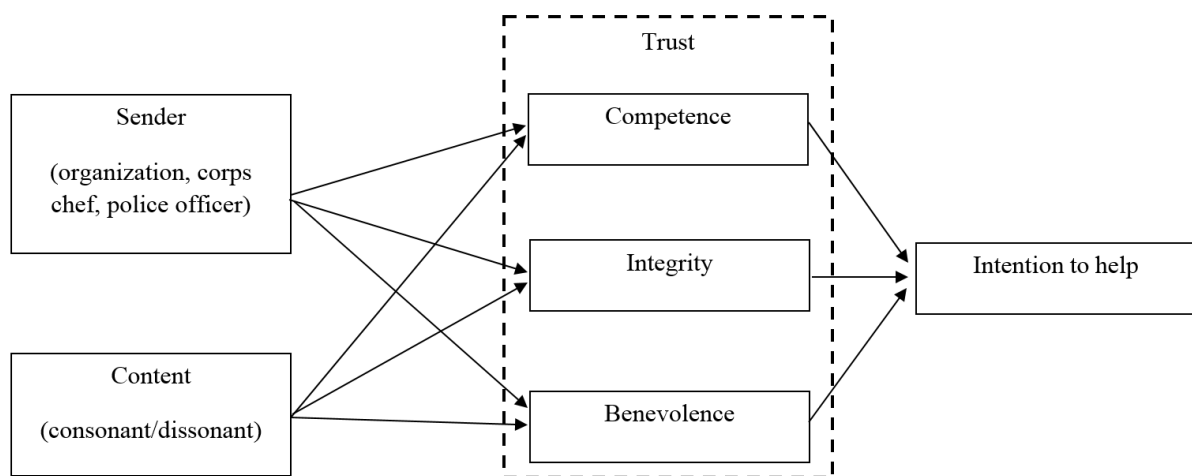 Sender
(organization, corps
chef, police officer)
Content
(consonant/dissonant)
Trust
Competence
Integrity
Benevolence
Intention to help